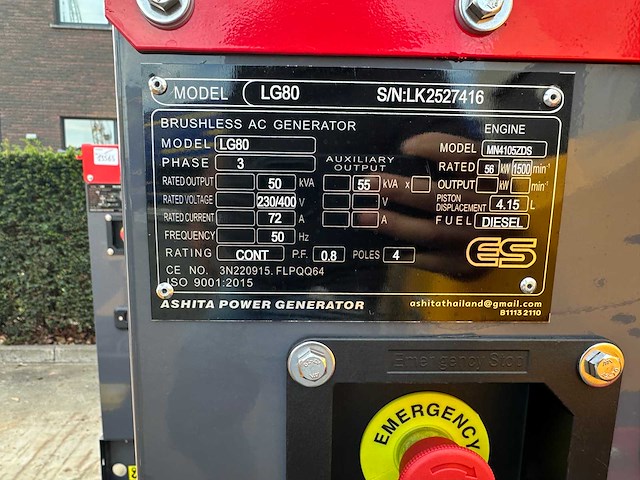 MODEL LG80 S/N:LK2527416
BRUSHLESS AC GENERATOR
ENGINE
MODEL LG80
MODEL MN4105ZDS
PHASE 3
AUXILIARY OUTPUT
RATED 56 kW 1500 min⁻¹
RATED OUTPUT 50 kVA 55 kVA x
OUTPUT kW min⁻¹
RATED VOLTAGE 230/400 V V
PISTON DISPLACEMENT 4.15 L
RATED CURRENT 72 A A
FUEL DIESEL
FREQUENCY 50 Hz
RATING CONT P.F. 0.8 POLES 4
ES
CE NO. 3N220915.FLPQQ64
ISO 9001:2015
ASHITA POWER GENERATOR ashitathailand@gmail.com
B1113 2110
Emergency Stop
EMERGENCY